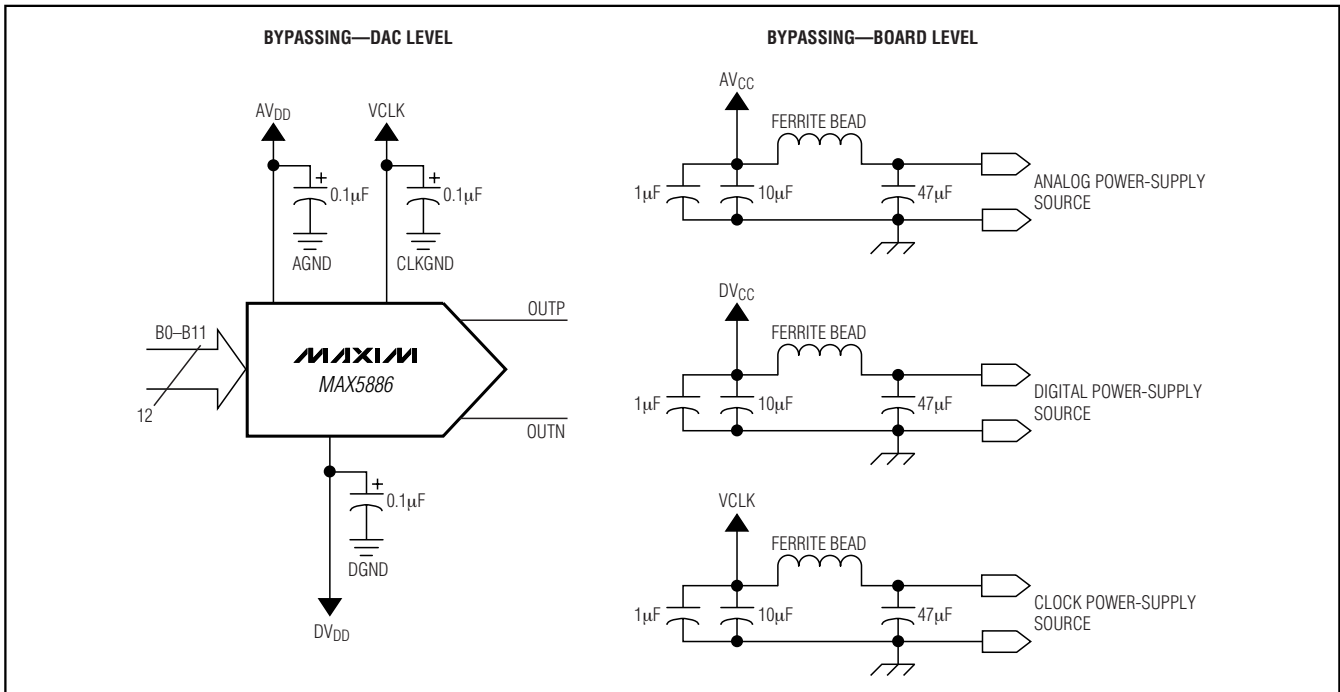 BYPASSING—DAC LEVEL
AVDD
VCLK
+
0.1µF
+
0.1µF
AGND
CLKGND
B0–B11
12
MAXIM
MAX5886
OUTP
OUTN
+
0.1µF
DGND
DVDD
BYPASSING—BOARD LEVEL
AVCC
FERRITE BEAD
1µF
10µF
47µF
ANALOG POWER-SUPPLY
SOURCE
DVCC
FERRITE BEAD
1µF
10µF
47µF
DIGITAL POWER-SUPPLY
SOURCE
VCLK
FERRITE BEAD
1µF
10µF
47µF
CLOCK POWER-SUPPLY
SOURCE